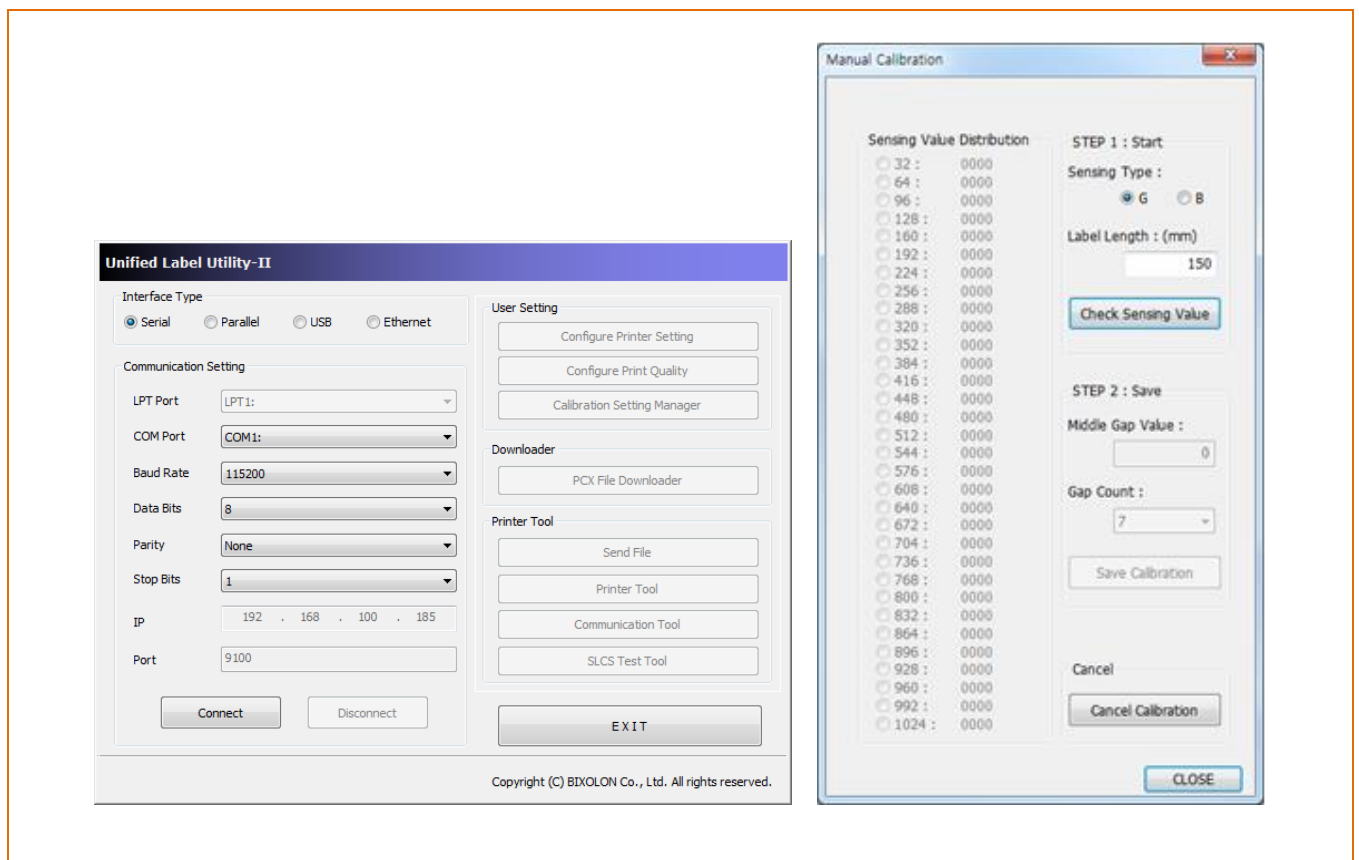 Unified Label Utility-II
Interface Type
Serial Parallel USB Ethernet
Communication Setting
LPT Port LPT1:
COM Port COM1:
Baud Rate 115200
Data Bits 8
Parity None
Stop Bits 1
IP 192 . 168 . 100 . 185
Port 9100
Connect Disconnect
User Setting
Configure Printer Setting
Configure Print Quality
Calibration Setting Manager
Downloader
PCX File Downloader
Printer Tool
Send File
Printer Tool
Communication Tool
SLCS Test Tool
EXIT
Copyright (C) BIXOLON Co., Ltd. All rights reserved.
Manual Calibration
Sensing Value Distribution
32 : 0000
64 : 0000
96 : 0000
128 : 0000
160 : 0000
192 : 0000
224 : 0000
256 : 0000
288 : 0000
320 : 0000
352 : 0000
384 : 0000
416 : 0000
448 : 0000
480 : 0000
512 : 0000
544 : 0000
576 : 0000
608 : 0000
640 : 0000
672 : 0000
704 : 0000
736 : 0000
768 : 0000
800 : 0000
832 : 0000
864 : 0000
896 : 0000
928 : 0000
960 : 0000
992 : 0000
1024 : 0000
STEP 1 : Start
Sensing Type :
G B
Label Length : (mm)
150
Check Sensing Value
STEP 2 : Save
Middle Gap Value :
0
Gap Count :
7
Save Calibration
Cancel
Cancel Calibration
CLOSE